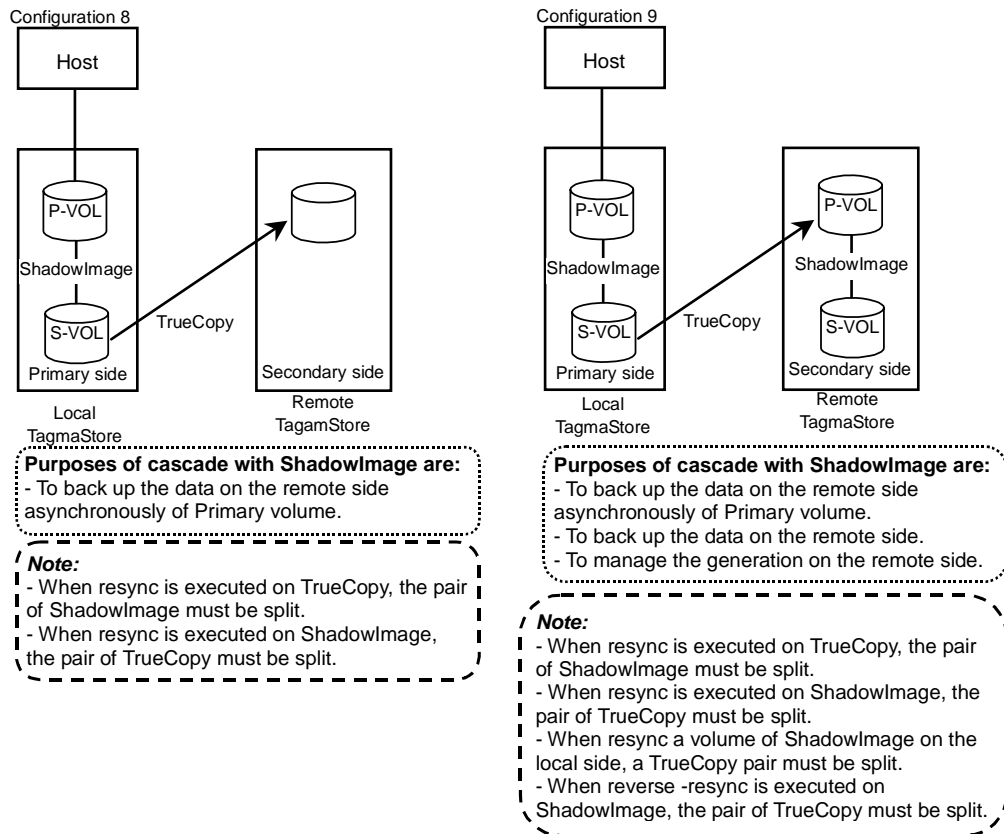 Configuration 8
Host
P-VOL
ShadowImage
S-VOL
Primary side
TrueCopy
Secondary side
Local
TagmaStore
Remote
TagamStore
Purposes of cascade with ShadowImage are:
- To back up the data on the remote side
asynchronously of Primary volume.
Note:
- When resync is executed on TrueCopy, the pair
of ShadowImage must be split.
- When resync is executed on ShadowImage,
the pair of TrueCopy must be split.
Configuration 9
Host
P-VOL
ShadowImage
S-VOL
Primary side
TrueCopy
P-VOL
ShadowImage
S-VOL
Secondary side
Local
TagmaStore
Remote
TagmaStore
Purposes of cascade with ShadowImage are:
- To back up the data on the remote side
asynchronously of Primary volume.
- To back up the data on the remote side.
- To manage the generation on the remote side.
Note:
- When resync is executed on TrueCopy, the pair
of ShadowImage must be split.
- When resync is executed on ShadowImage, the
pair of TrueCopy must be split.
- When resync a volume of ShadowImage on the
local side, a TrueCopy pair must be split.
- When reverse -resync is executed on
ShadowImage, the pair of TrueCopy must be split.